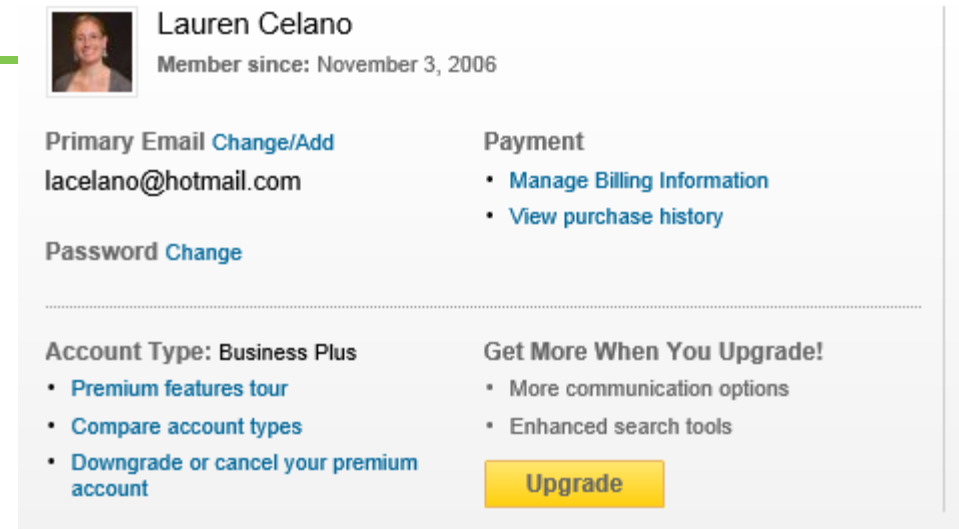 Lauren Celano
Member since: November 3, 2006
Primary Email Change/Add
lacelano@hotmail.com
Password Change
Payment
• Manage Billing Information
• View purchase history
Account Type: Business Plus
• Premium features tour
• Compare account types
• Downgrade or cancel your premium
account
Get More When You Upgrade!
• More communication options
• Enhanced search tools
Upgrade